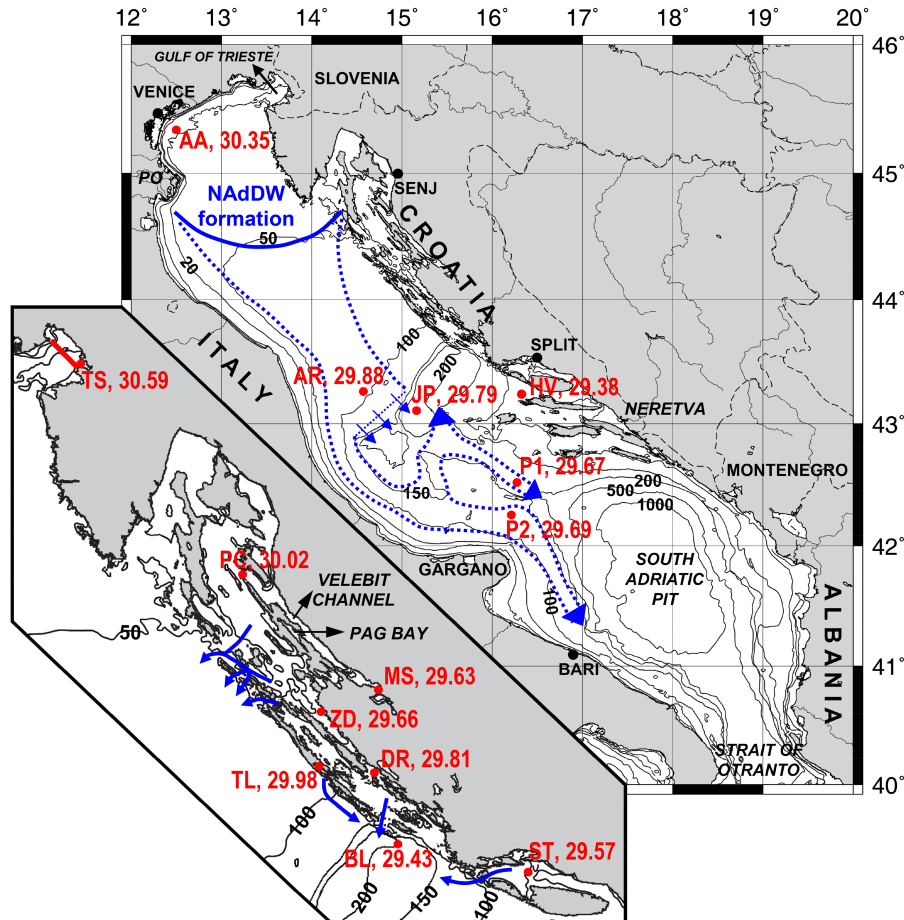 12° 13° 14° 15° 16° 17° 18° 19° 20°
46°
GULF OF TRIESTE
SLOVENIA
VENICE
AA, 30.35
45°
PO
SENJ
NAdDW
formation
CROATIA
50
20
44°
100
ITALY
SPLIT
200
TS, 30.59
AR, 29.88
JP, 29.79
HV, 29.38
NERETVA
43°
P1, 29.67
MONTENEGRO
150
200
500
1000
P2, 29.69
42°
PG, 30.02
GARGANO
SOUTH
ADRIATIC
PIT
VELEBIT
CHANNEL
100
ALBANIA
50
PAG BAY
BARI
41°
MS, 29.63
ZD, 29.66
STRAIT OF
OTRANTO
DR, 29.81
TL, 29.98
40°
100
BL, 29.43
ST, 29.57
200
150
100